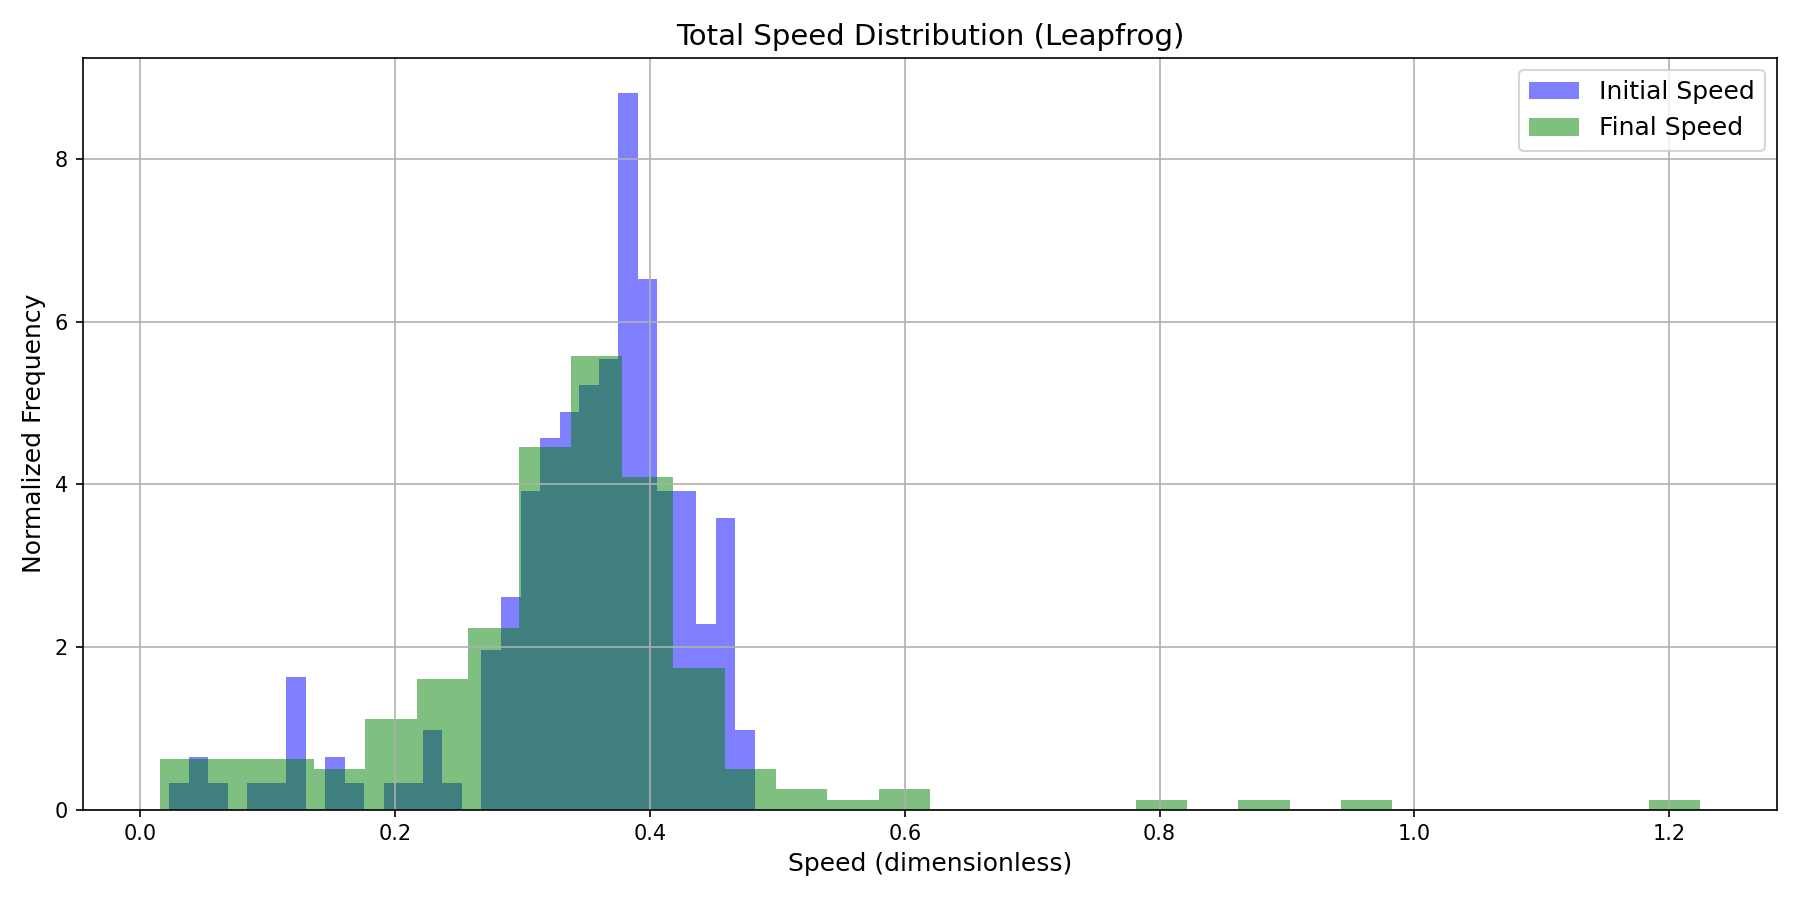 Total Speed Distribution (Leapfrog)
Initial Speed
Final Speed
Normalized Frequency
8
6
4
2
0
0.0 0.2 0.4 0.6 0.8 1.0 1.2
Speed (dimensionless)